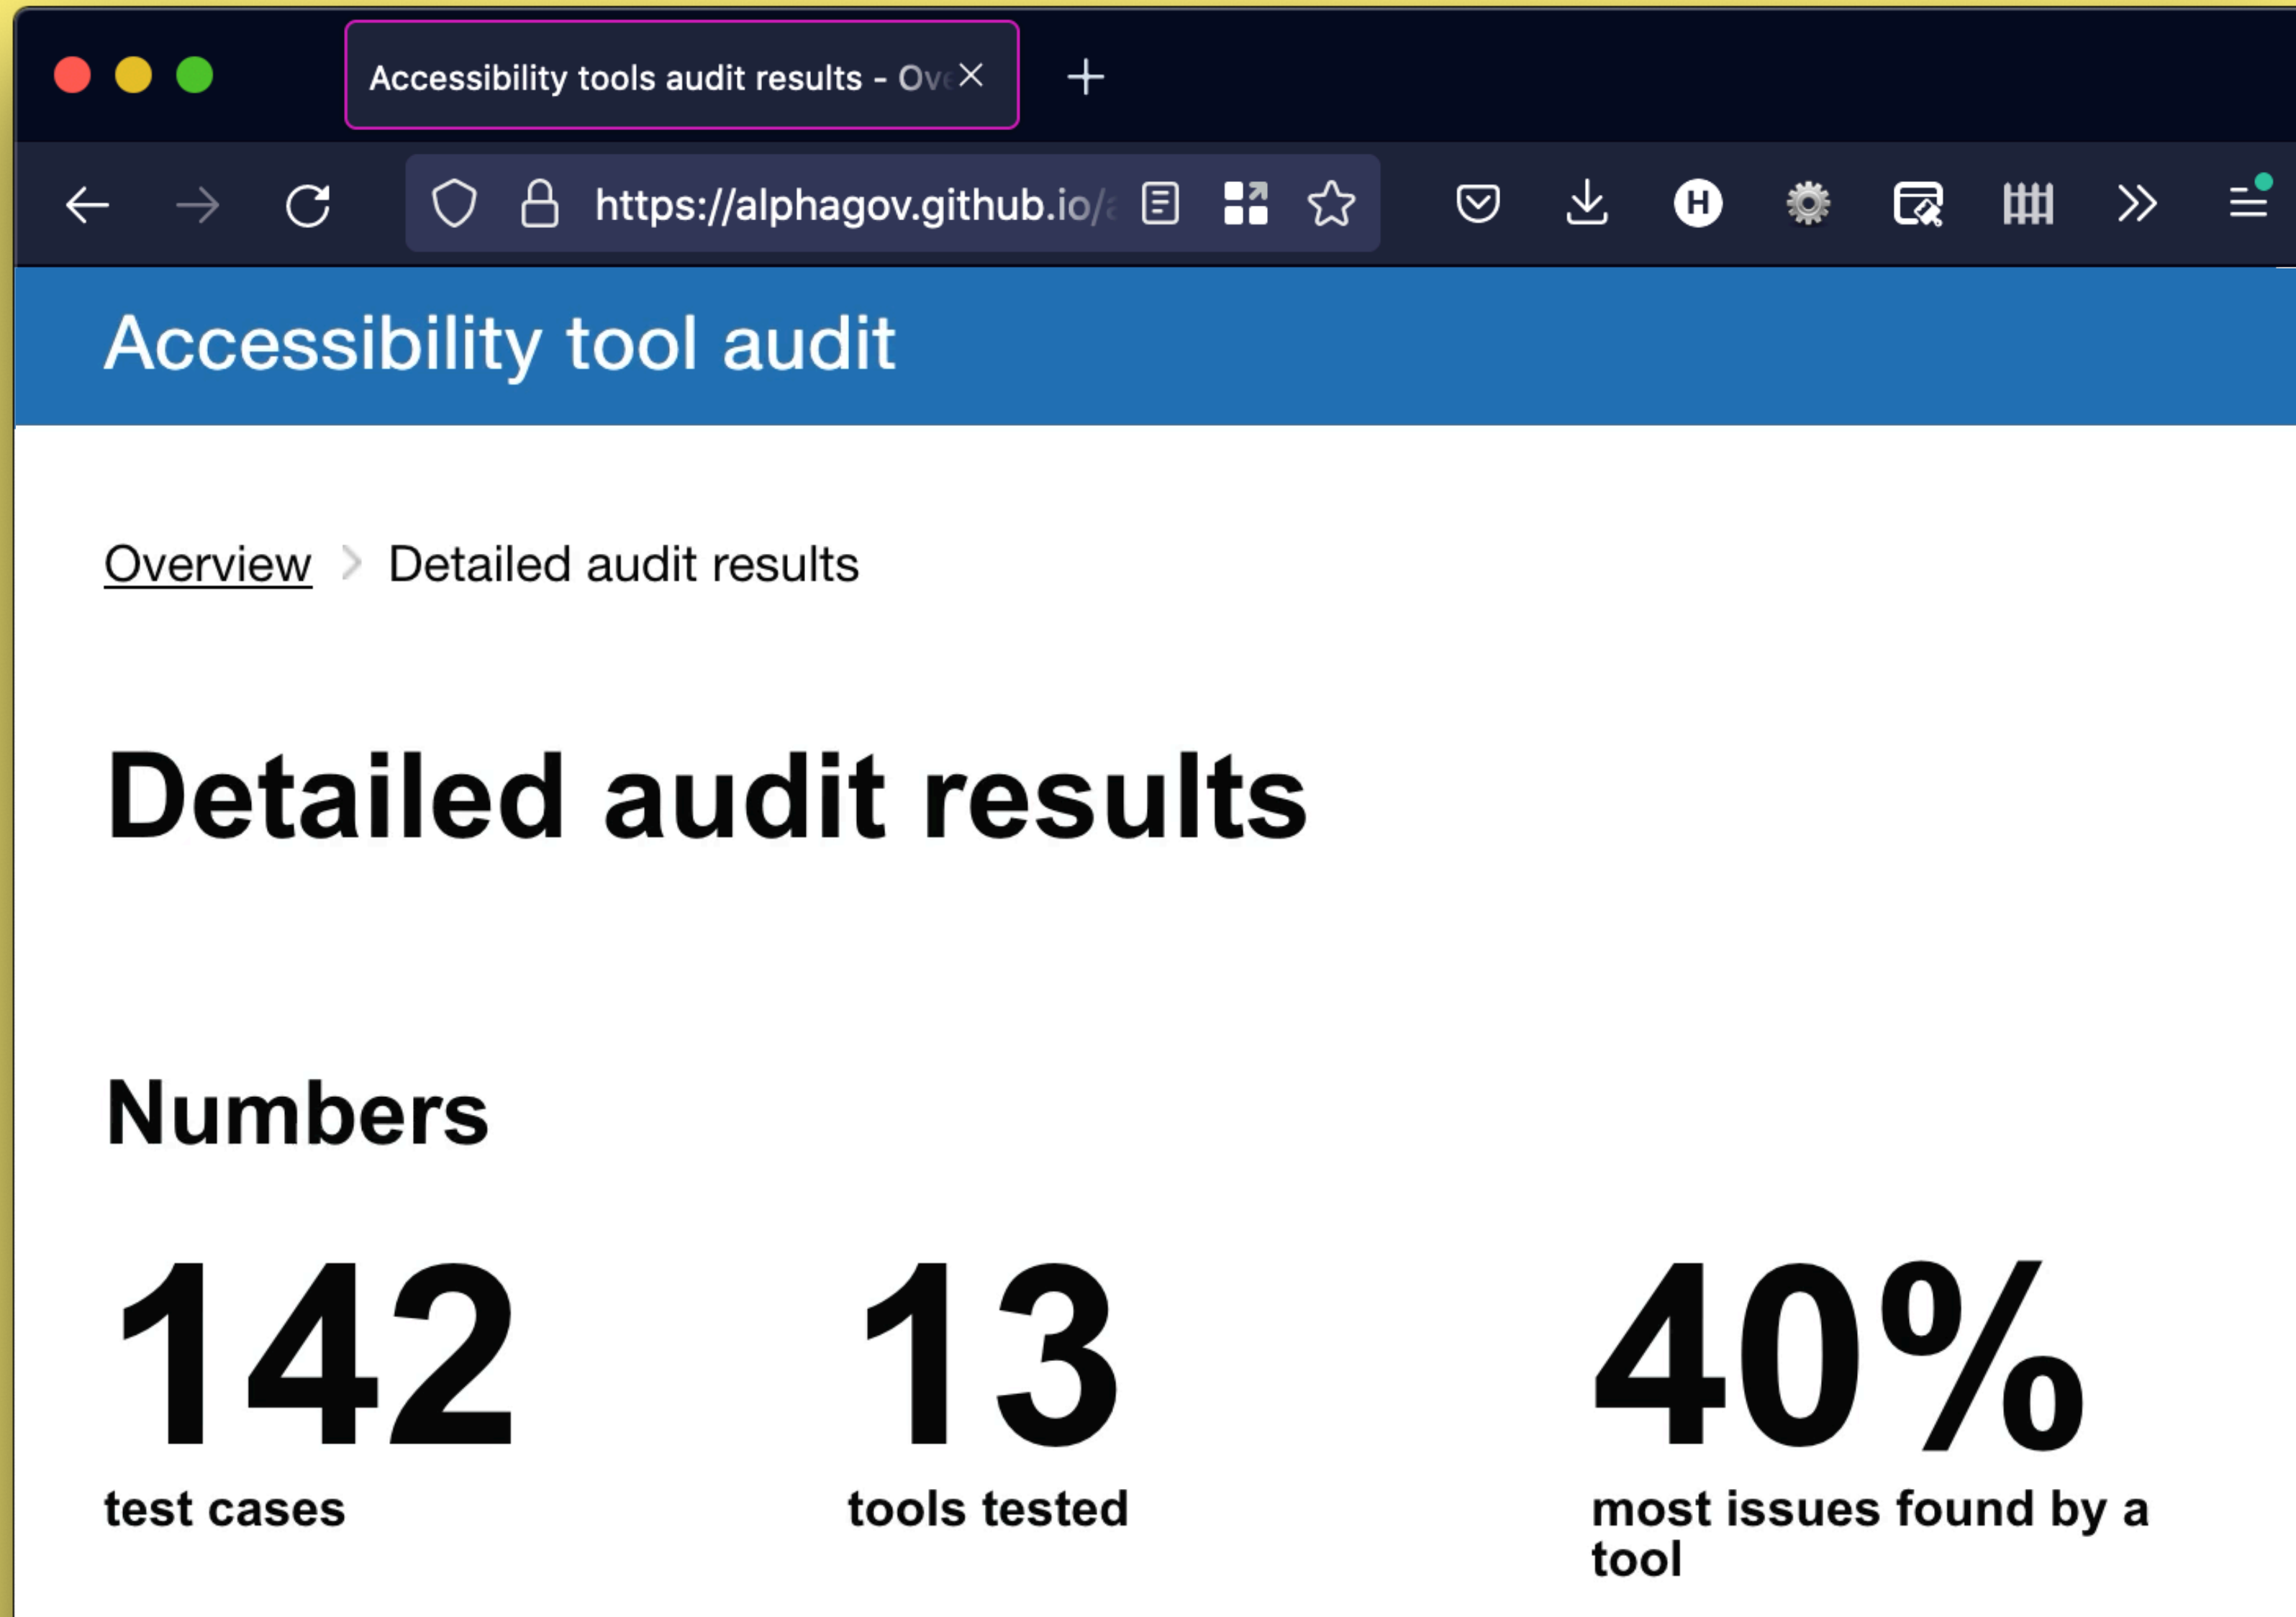 Accessibility tools audit results - Ove
https://alphagov.github.io/a
H
Accessibility tool audit
Overview
Detailed audit results
Detailed audit results
Numbers
142
13
40%
test cases
tools tested
most issues found by a
tool